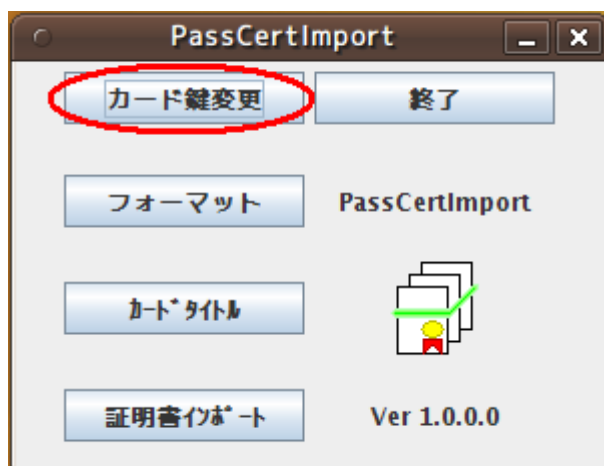 PassCertImport
カード鍵変更
終了
フォーマット
PassCertImport
ｶｰﾄﾞﾀｲﾄﾙ
証明書ｲﾝﾎﾟｰﾄ
Ver 1.0.0.0